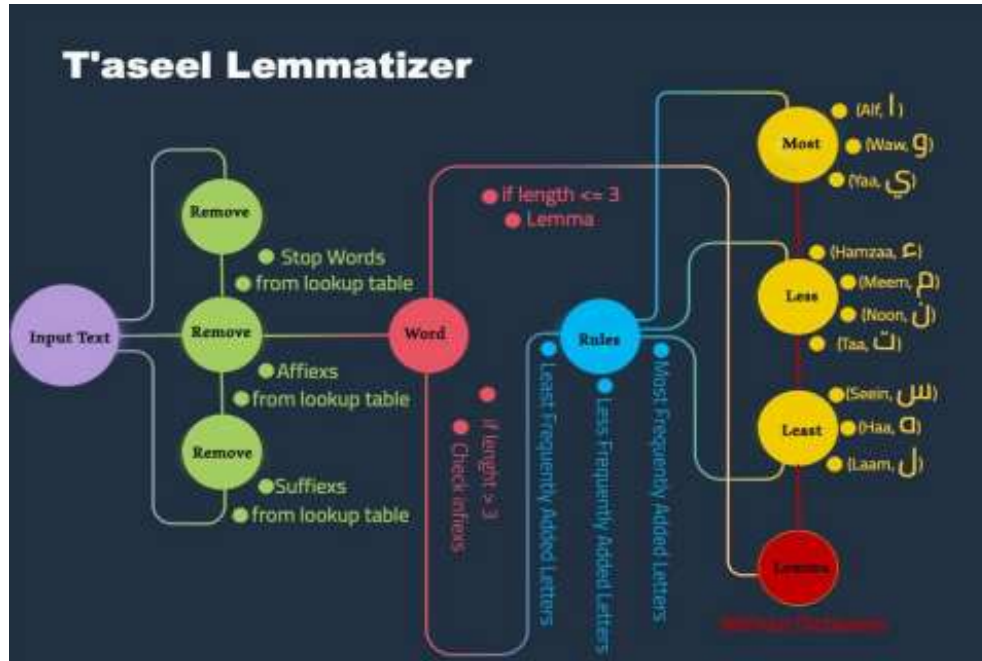 T'aseel Lemmatizer
Input Text
Remove
Stop Words
from lookup table
Remove
Affiexs
from lookup table
Remove
Suffiexs
from lookup table
Word
if length <= 3
Lemma
if lenght > 3
Check infiexs
Rules
Least Frequently Added Letters
Less Frequently Added Letters
Most Frequently Added Letters
Most
(Alf, ا)
(Waw, و)
(Yaa, ي)
Less
(Hamzaa, ء)
(Meem, م)
(Noon, ن)
(Taa, ت)
Least
(Seein, س)
(Haa, ه)
(Laam, ل)
Lemma